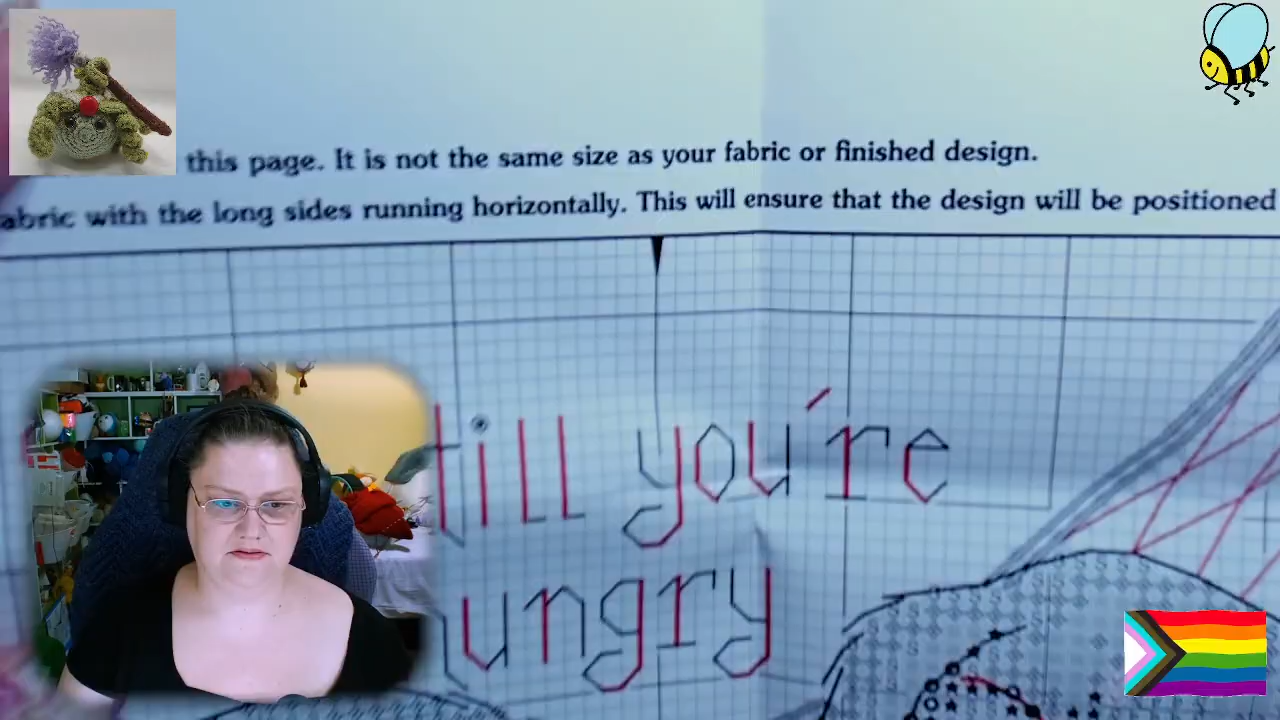 this page. It is not the same size as your fabric or finished design.
abric with the long sides running horizontally. This will ensure that the design will be positioned
till you're
ungry